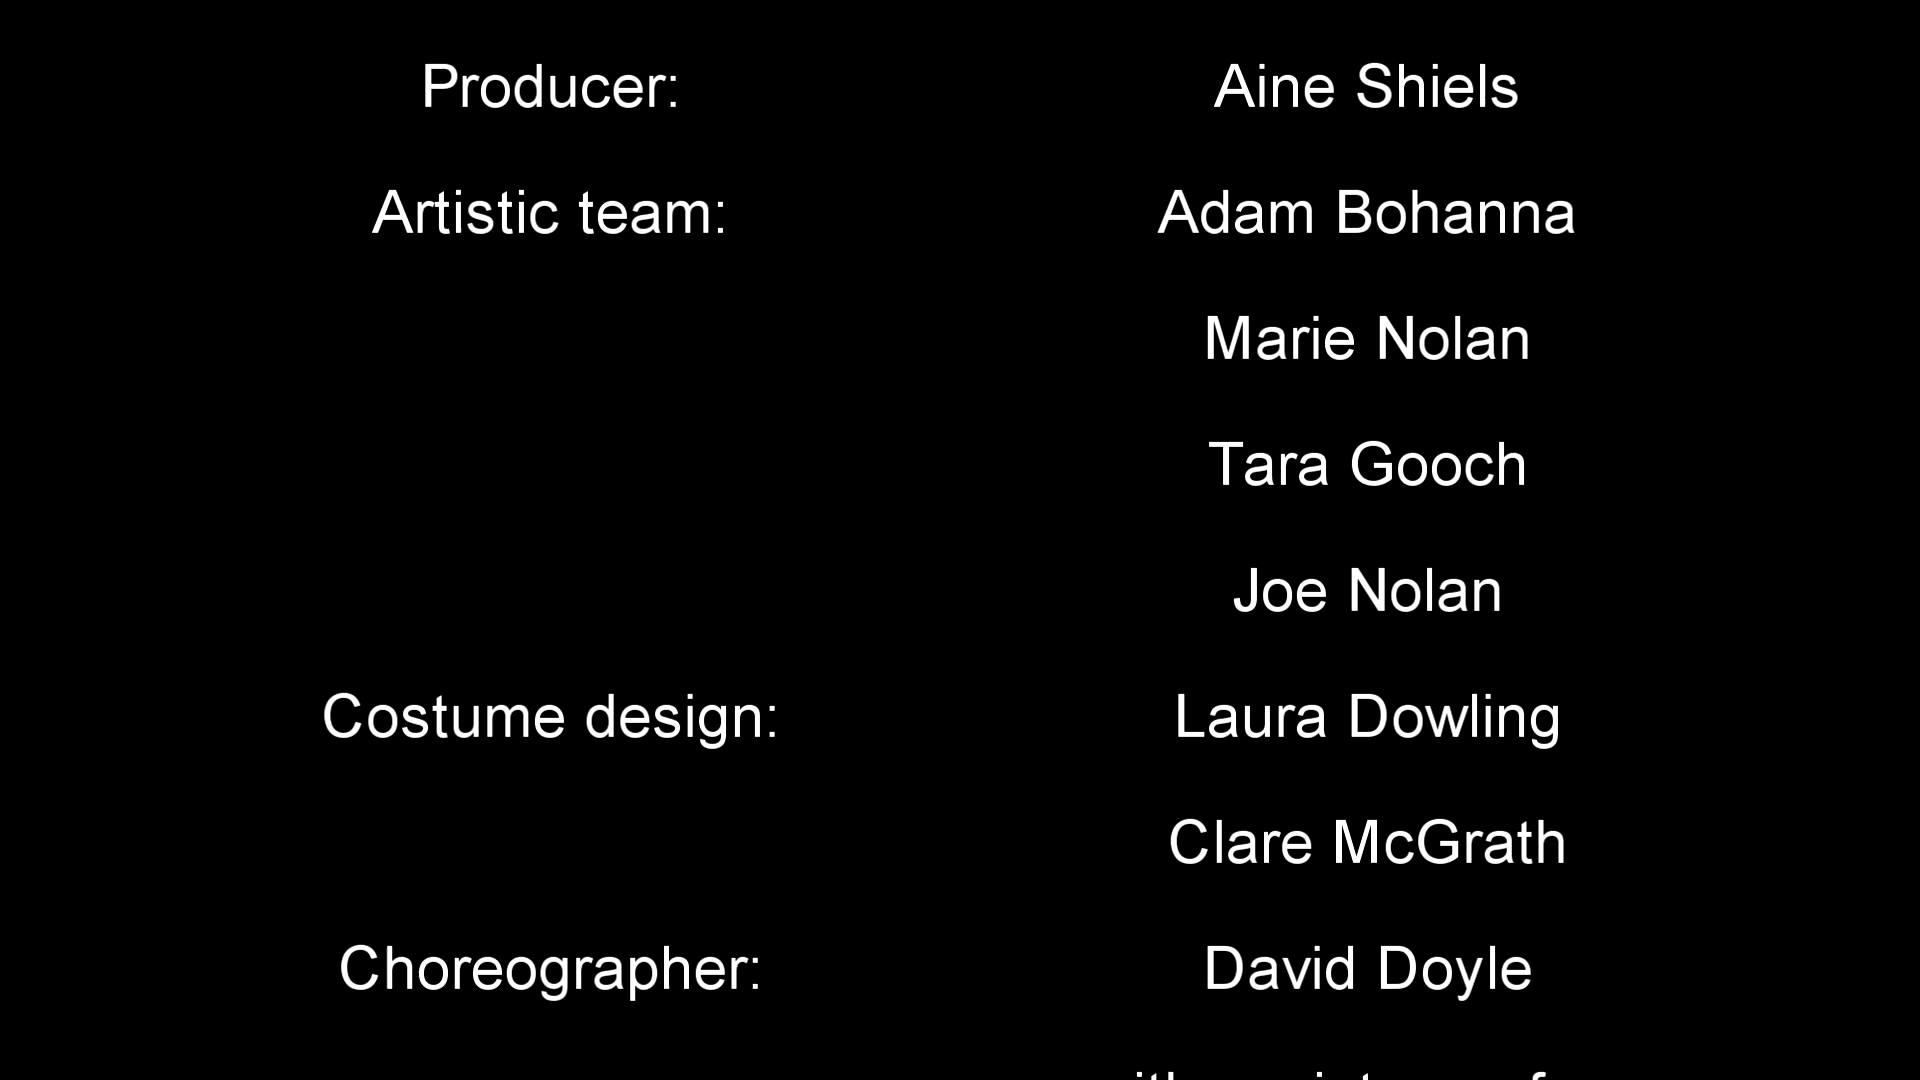 Producer: Aine Shiels
Artistic team: Adam Bohanna
Marie Nolan
Tara Gooch
Joe Nolan
Costume design: Laura Dowling
Clare McGrath
Choreographer: David Doyle